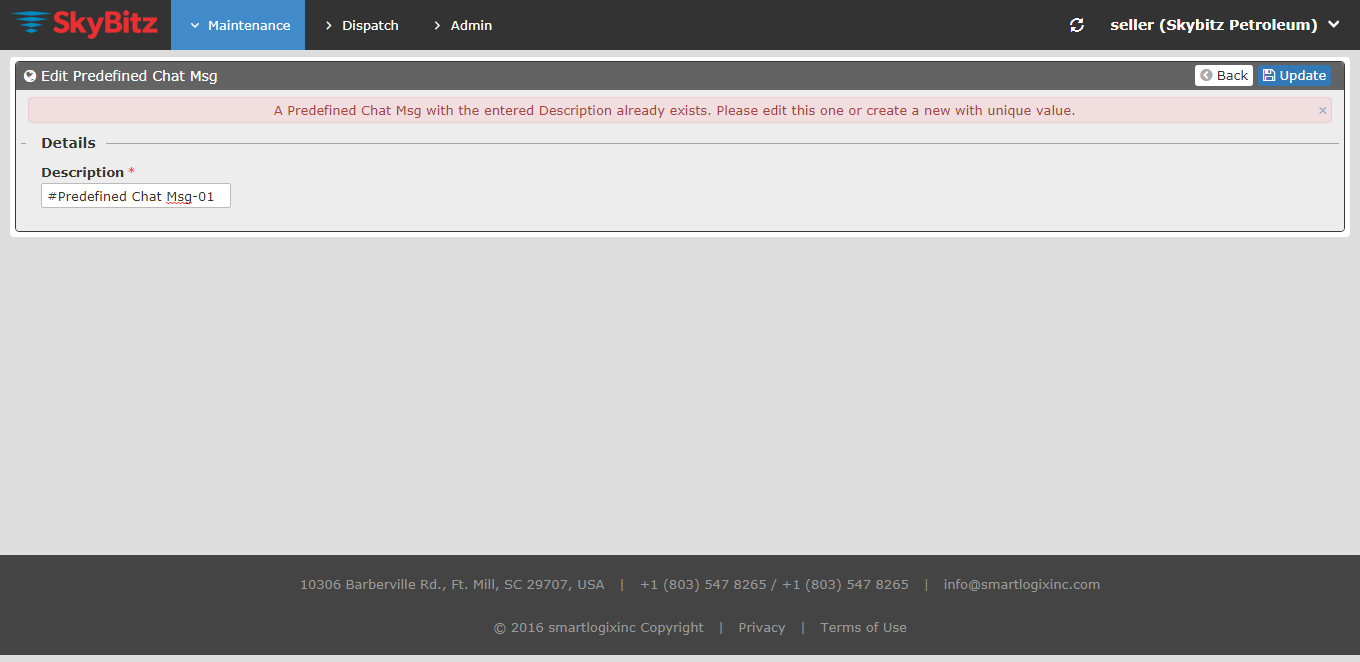 SkyBitz Maintenance Dispatch Admin seller (Skybitz Petroleum)
Edit Predefined Chat Msg Back Update
A Predefined Chat Msg with the entered Description already exists. Please edit this one or create a new with unique value. ×
Details
Description *
#Predefined Chat Msg-01
10306 Barberville Rd., Ft. Mill, SC 29707, USA | +1 (803) 547 8265 / +1 (803) 547 8265 | info@smartlogixinc.com
© 2016 smartlogixinc Copyright | Privacy | Terms of Use